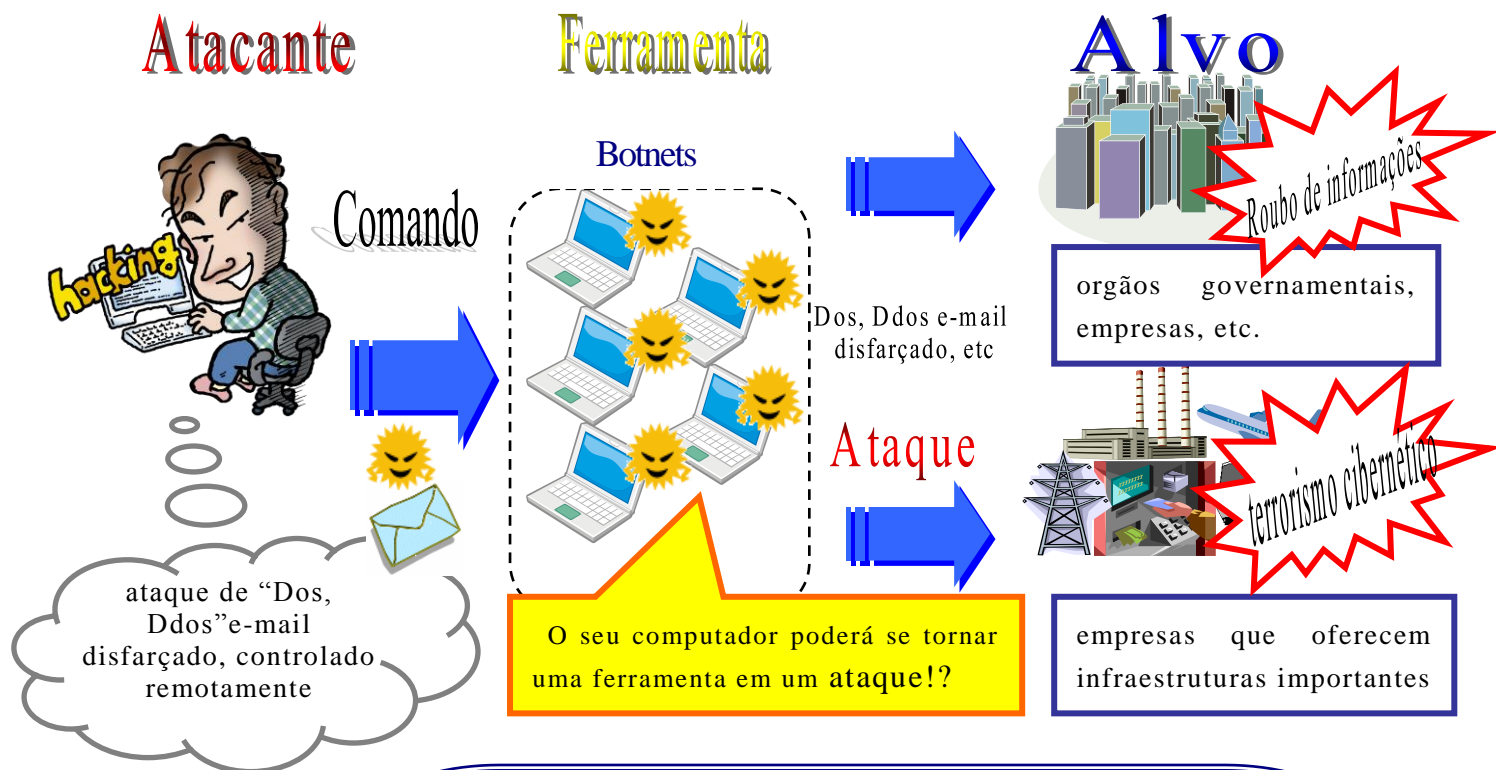 Atacante
Ferramenta
Alvo
hacking
Comando
Botnets
Roubo de informações
orgãos governamentais,
empresas, etc.
Dos, Ddos e-mail
disfarçado, etc
Ataque
terrorismo cibernético
ataque de “Dos,
Ddos”e-mail
disfarçado, controlado
remotamente
O seu computador poderá se tornar
uma ferramenta em um ataque!?
empresas que oferecem
infraestruturas importantes